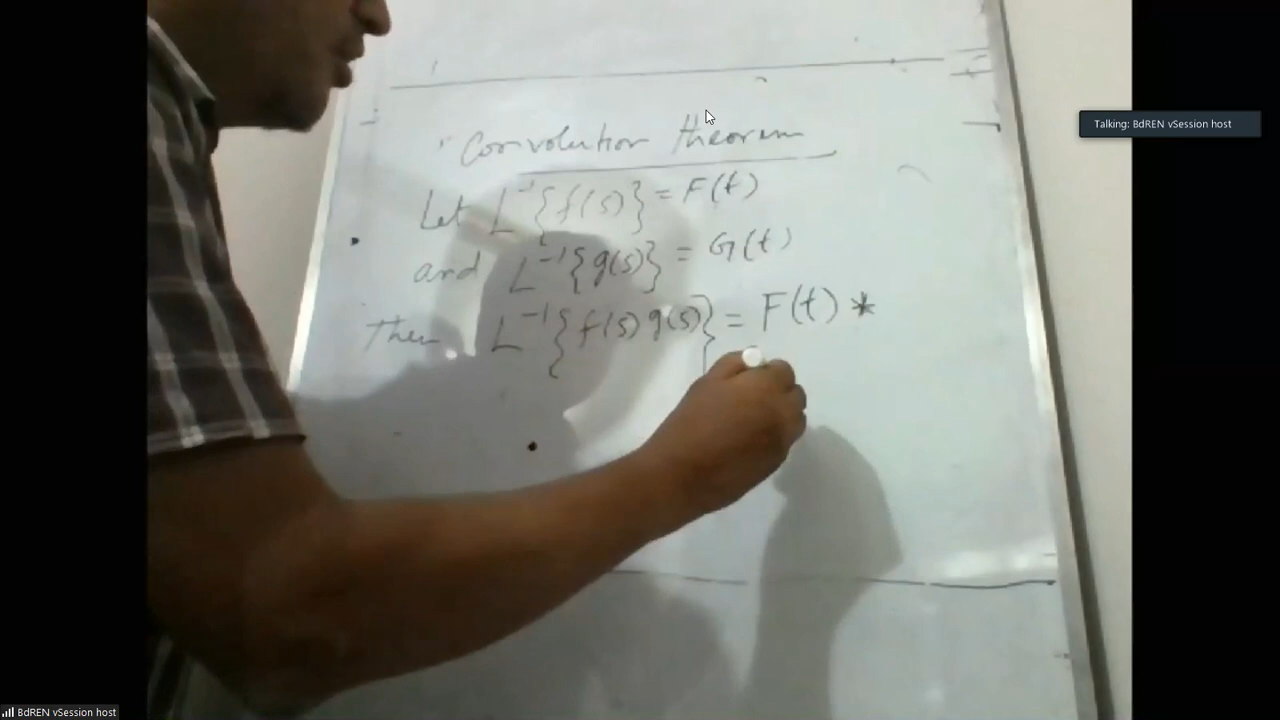 Convolution theorem
Let L⁻¹{f(s)} = F(t)
and L⁻¹{g(s)} = G(t)
Then L⁻¹{f(s) g(s)} = F(t) *
Talking: BdREN vSession host
BdREN vSession host